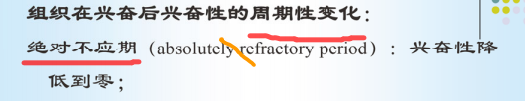 组织在兴奋后兴奋性的周期性变化：
绝对不应期（absolutely refractory period）：兴奋性降
低到零；